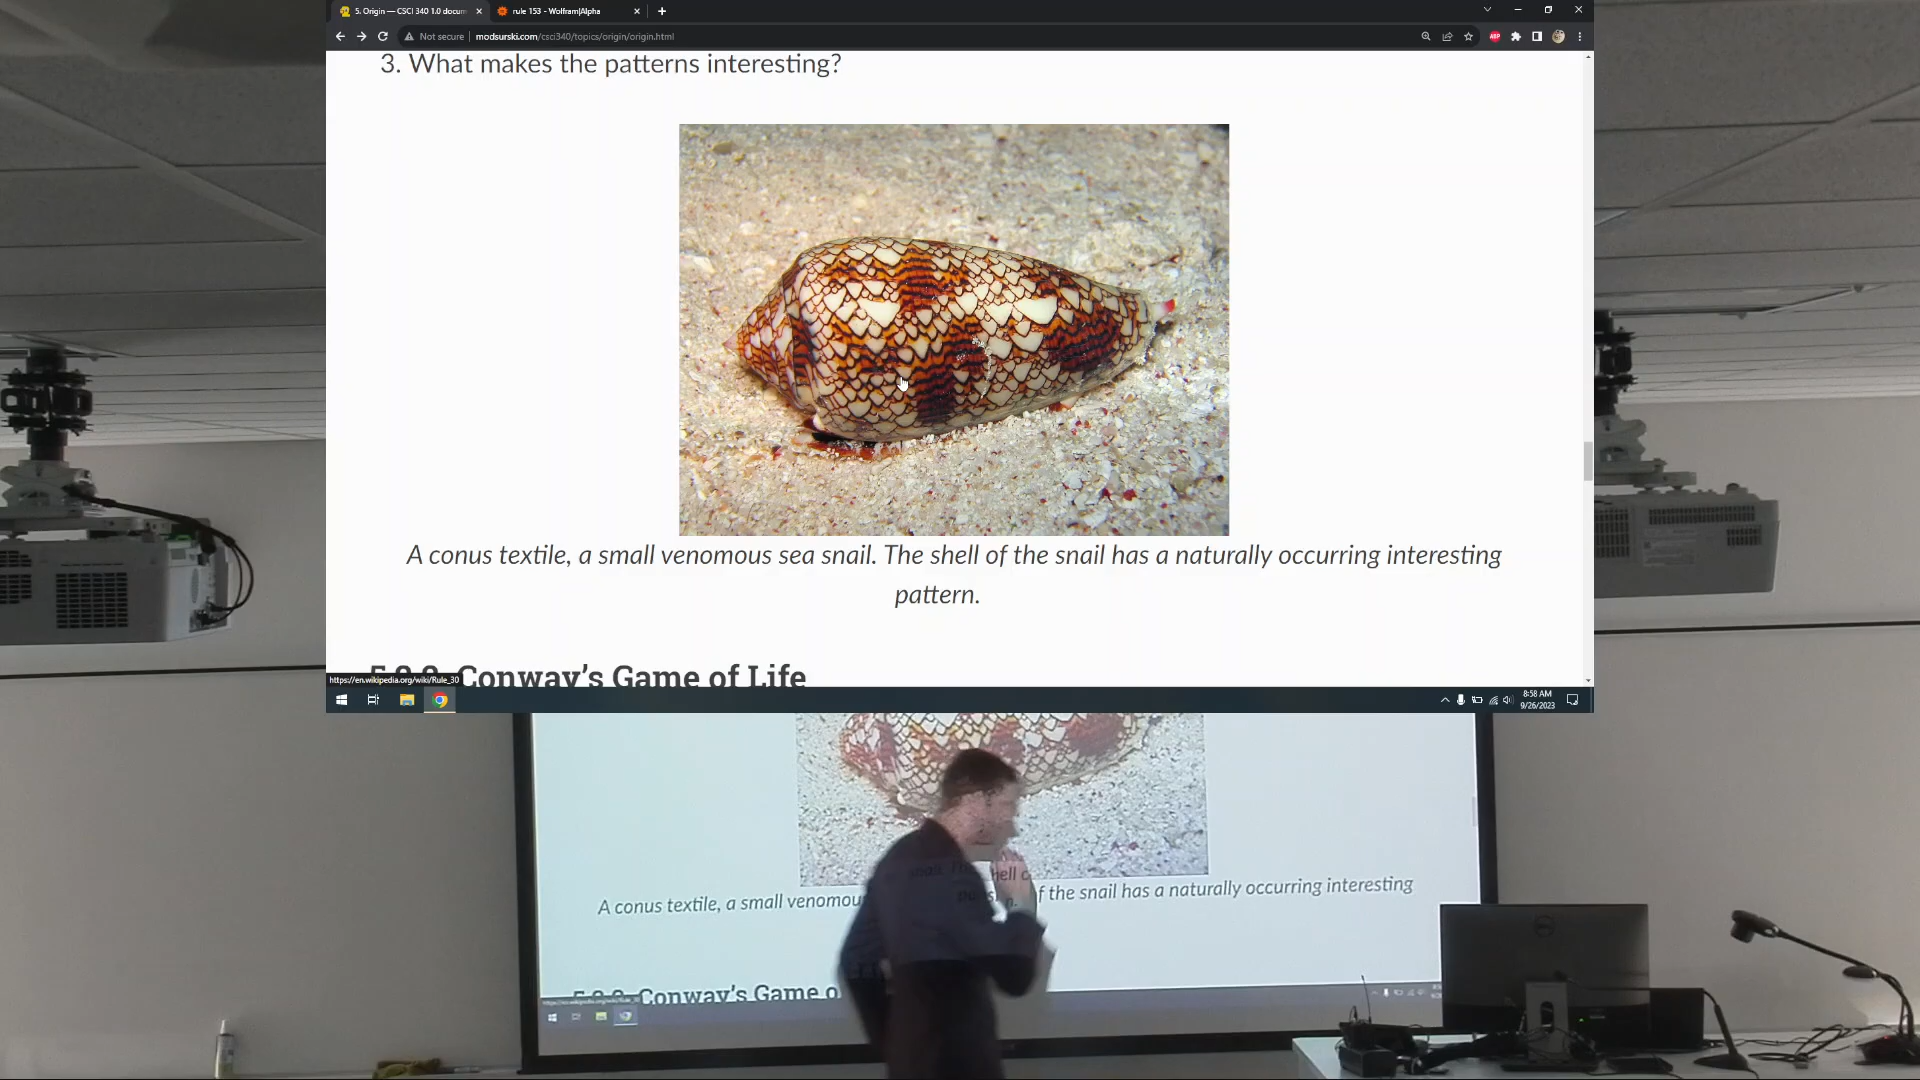 5. Origin — CSCI 340 1.0 docum
rule 153 - Wolfram|Alpha
Not secure
modsurski.com/csci340/topics/origin/origin.html
ABP
3. What makes the patterns interesting?
A conus textile, a small venomous sea snail. The shell of the snail has a naturally occurring interesting
pattern.
Conway's Game of Life
https://en.wikipedia.org/wiki/Rule_30
8:58 AM
9/26/2023
A conus textile, a small venomou
f the snail has a naturally occurring interesting
Conway's Game o